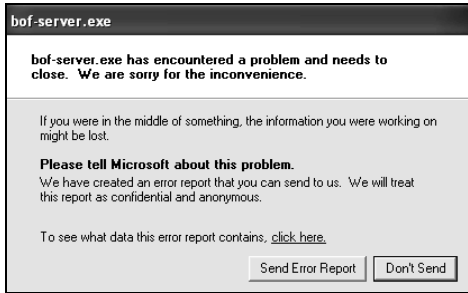 bof-server.exe
bof-server.exe has encountered a problem and needs to
close. We are sorry for the inconvenience.
If you were in the middle of something, the information you were working on
might be lost.
Please tell Microsoft about this problem.
We have created an error report that you can send to us. We will treat
this report as confidential and anonymous.
To see what data this error report contains, click here.
Send Error Report Don't Send